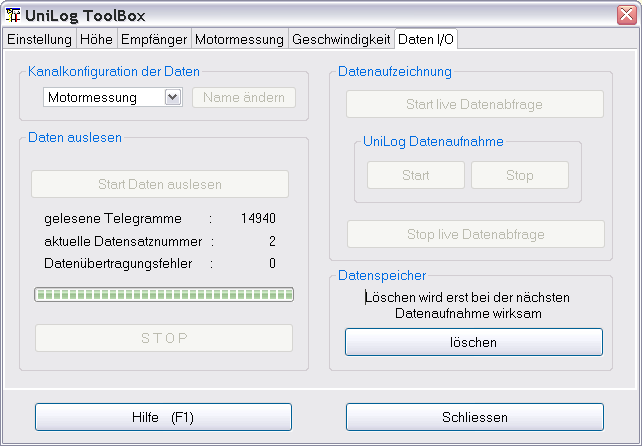 UniLog ToolBox
Einstellung Höhe Empfänger Motormessung Geschwindigkeit Daten I/O
Kanalkonfiguration der Daten
Motormessung Name ändern
Daten auslesen
Start Daten auslesen
gelesene Telegramme : 14940
aktuelle Datensatznummer : 2
Datenübertragungsfehler : 0
S T O P
Datenaufzeichnung
Start live Datenabfrage
UniLog Datenaufnahme
Start Stop
Stop live Datenabfrage
Datenspeicher
Löschen wird erst bei der nächsten
Datenaufnahme wirksam
löschen
Hilfe (F1) Schliessen